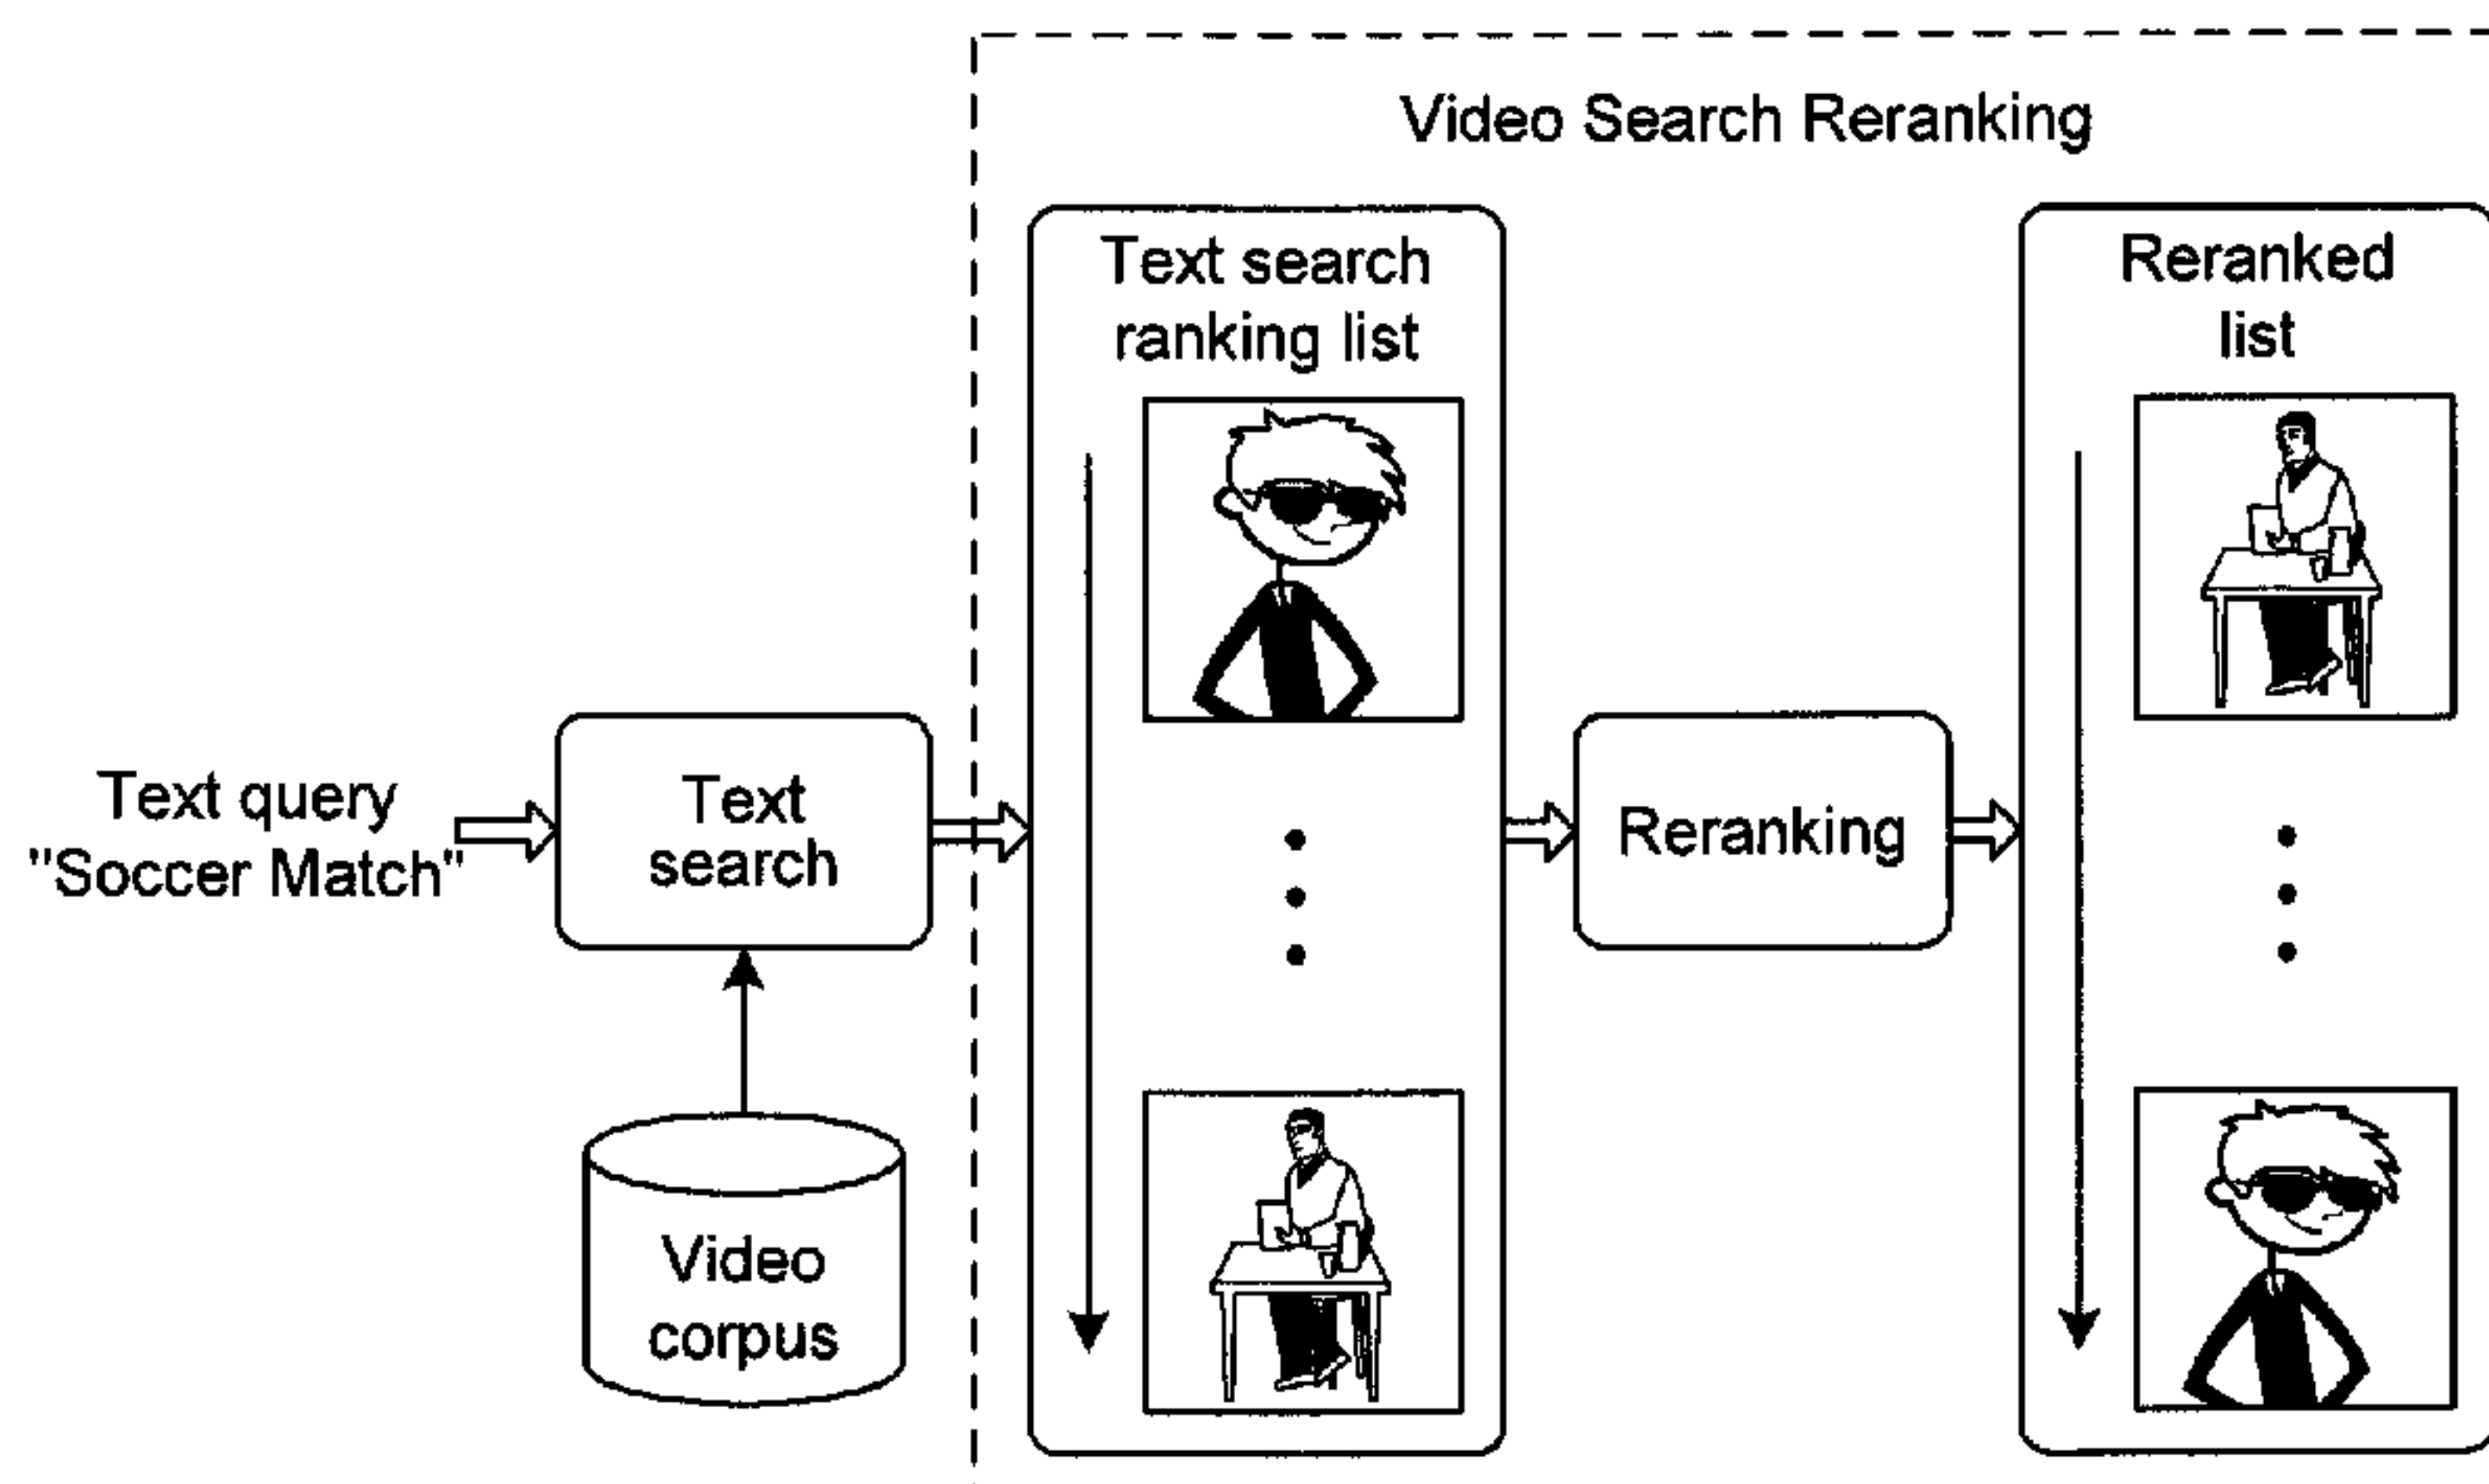 Video Search Reranking
Text search
ranking list
Reranked
list
Text query
"Soccer Match"
Text
search
Reranking
Video
corpus